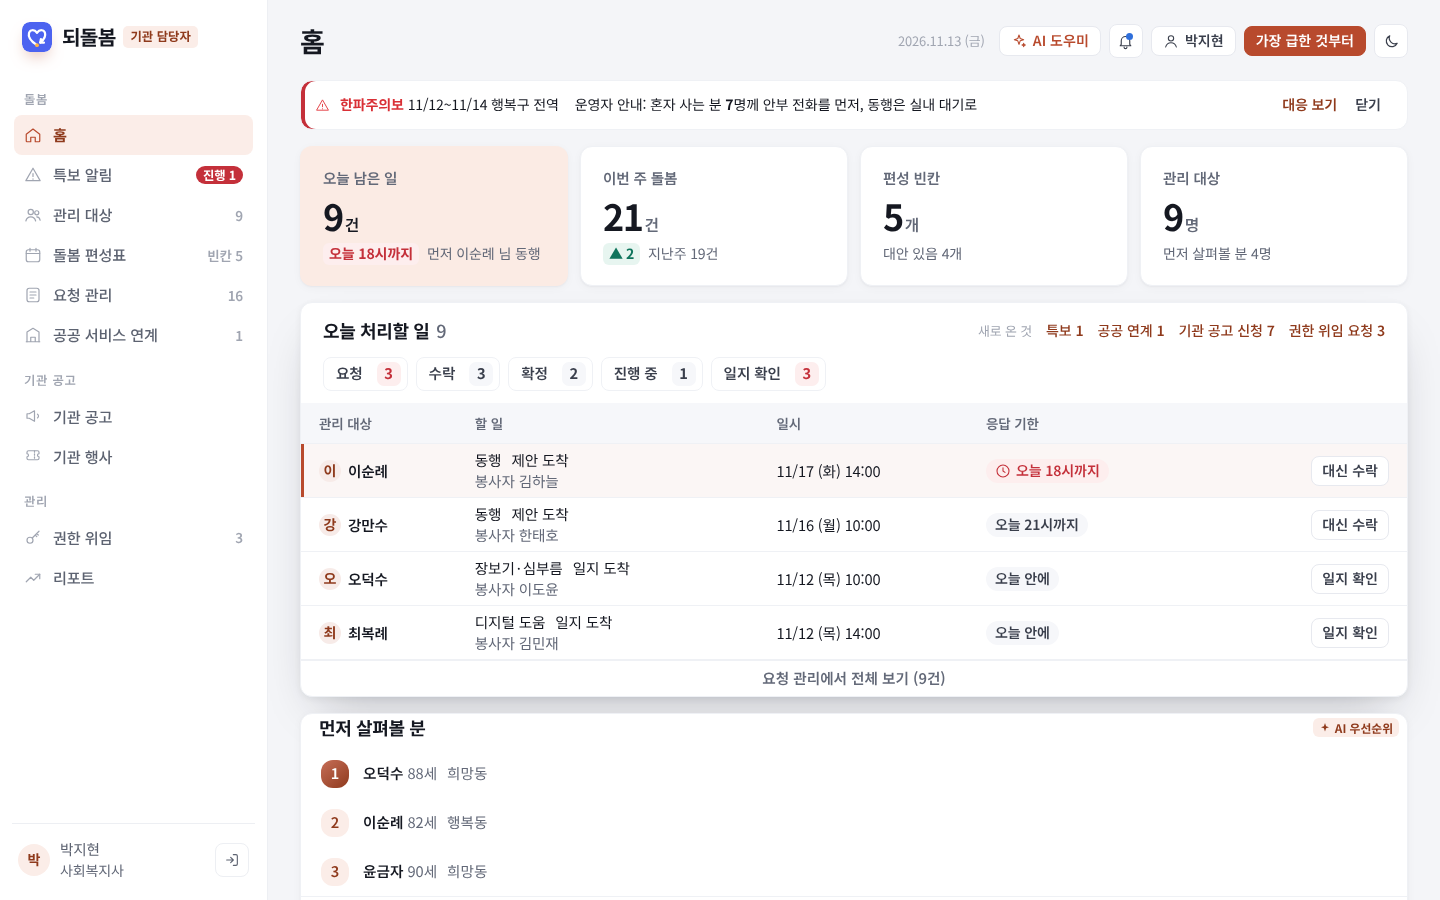 되돌봄 기관 담당자
돌봄
홈
특보 알림 진행 1
관리 대상 9
돌봄 편성표 빈칸 5
요청 관리 16
공공 서비스 연계 1
기관 공고
기관 공고
기관 행사
관리
권한 위임 3
리포트
박 박지현
사회복지사
홈
2026.11.13 (금) AI 도우미 박지현 가장 급한 것부터
한파주의보 11/12~11/14 행복구 전역 운영자 안내: 혼자 사는 분 7명께 안부 전화를 먼저, 동행은 실내 대기로 대응 보기 닫기
오늘 남은 일
9건
오늘 18시까지 먼저 이순례 님 동행
이번 주 돌봄
21건
▲2 지난주 19건
편성 빈칸
5개
대안 있음 4개
관리 대상
9명
먼저 살펴볼 분 4명
오늘 처리할 일 9
새로 온 것 특보 1 공공 연계 1 기관 공고 신청 7 권한 위임 요청 3
요청 3 수락 3 확정 2 진행 중 1 일지 확인 3
관리 대상 할 일 일시 응답 기한
이 이순례 동행 제안 도착 11/17 (화) 14:00 오늘 18시까지 대신 수락
봉사자 김하늘
강 강만수 동행 제안 도착 11/16 (월) 10:00 오늘 21시까지 대신 수락
봉사자 한태호
오 오덕수 장보기·심부름 일지 도착 11/12 (목) 10:00 오늘 안에 일지 확인
봉사자 이도윤
최 최복례 디지털 도움 일지 도착 11/12 (목) 14:00 오늘 안에 일지 확인
봉사자 김민재
요청 관리에서 전체 보기 (9건)
먼저 살펴볼 분 AI 우선순위
1 오덕수 88세 희망동
2 이순례 82세 행복동
3 윤금자 90세 희망동